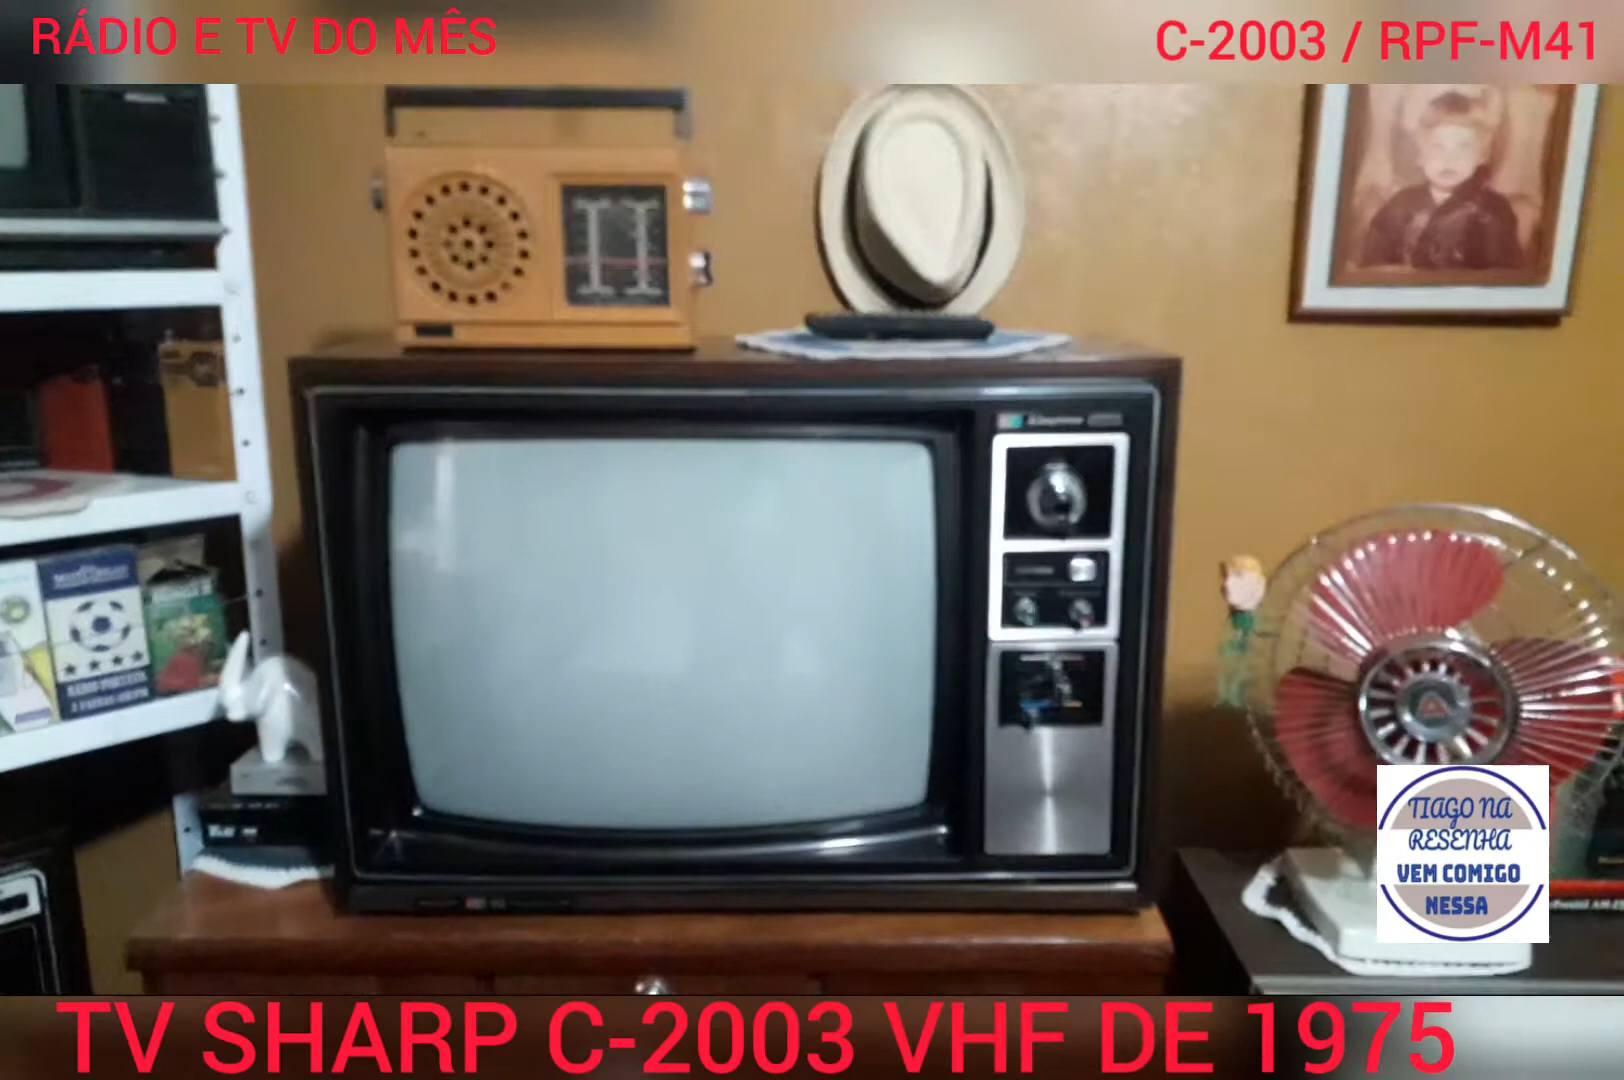 RÁDIO E TV DO MÊS
C-2003 / RPF-M41
TIAGO NA
RESENHA
VEM COMIGO
NESSA
TV SHARP C-2003 VHF DE 1975